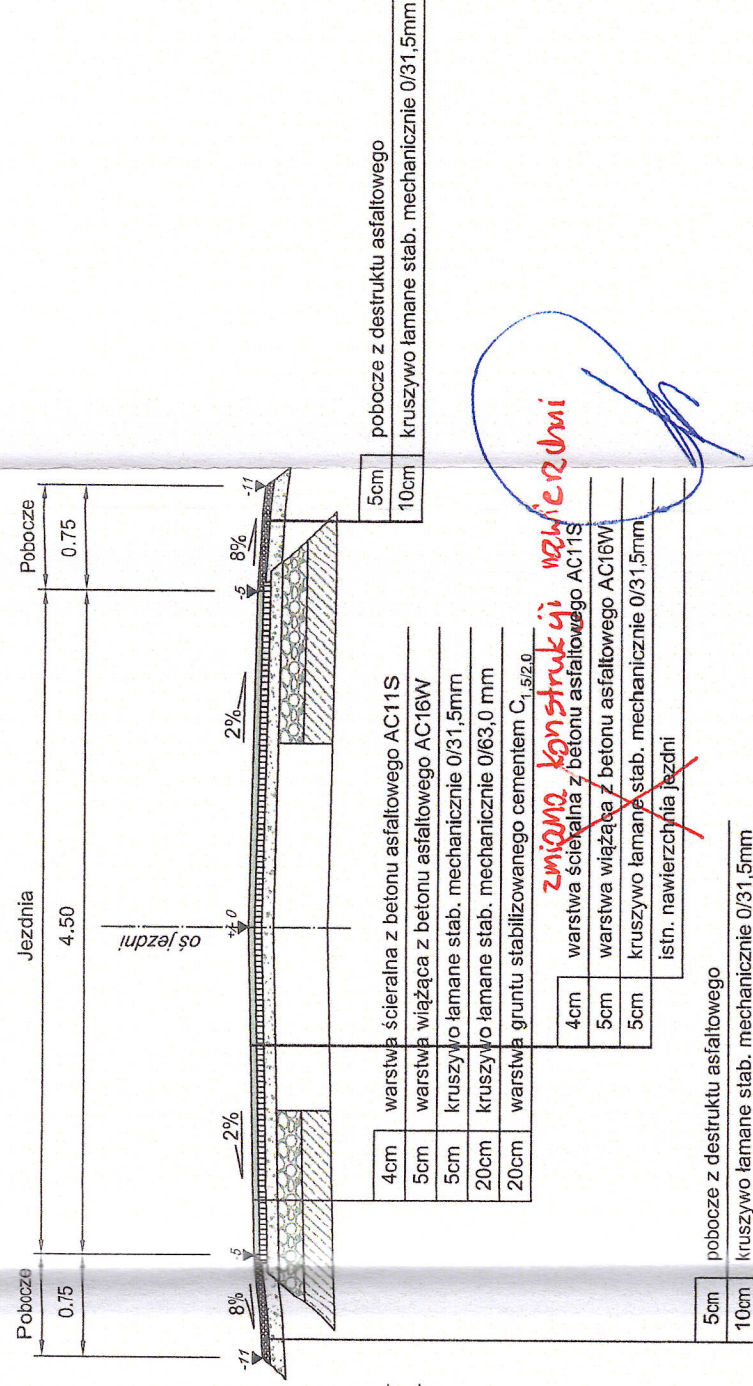 Pobocze
Jezdnia
Pobocze
0.75
4.50
0.75
-11
8%
-5
2%
+/- 0
oś jezdni
2%
-5
8%
-11
5cm pobocze z destruktu asfaltowego
10cm kruszywo łamane stab. mechanicznie 0/31,5mm
4cm warstwa ścieralna z betonu asfaltowego AC11S
5cm warstwa wiążąca z betonu asfaltowego AC16W
5cm kruszywo łamane stab. mechanicznie 0/31,5mm
20cm kruszywo łamane stab. mechanicznie 0/63,0 mm
20cm warstwa gruntu stabilizowanego cementem C1,5/2,0
zmiana konstrukcji nawierzchni
4cm warstwa ścieralna z betonu asfaltowego AC11S
5cm warstwa wiążąca z betonu asfaltowego AC16W
5cm kruszywo łamane stab. mechanicznie 0/31,5mm
istn. nawierzchnia jezdni
5cm pobocze z destruktu asfaltowego
10cm kruszywo łamane stab. mechanicznie 0/31,5mm